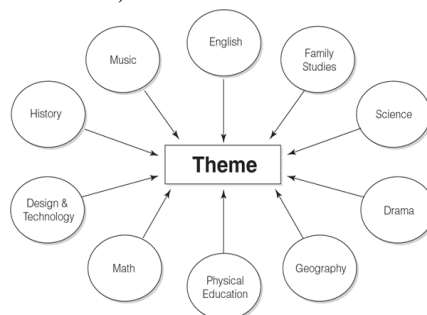 English
Music
Family
Studies
History
Science
Theme
Design &
Technology
Drama
Math
Physical
Education
Geography